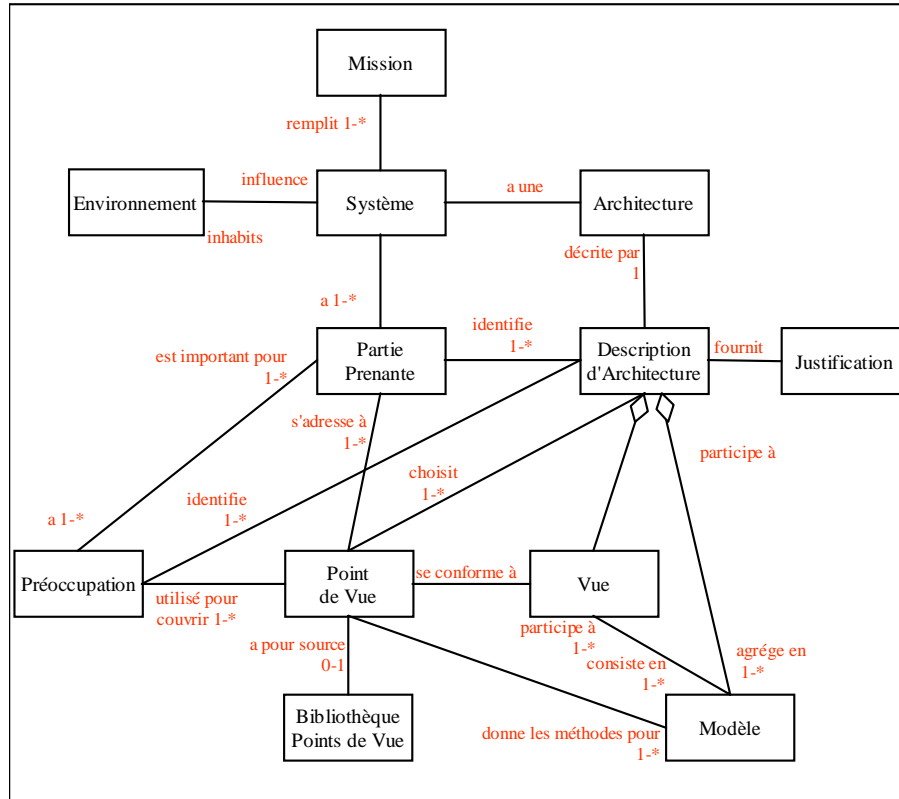 Mission
remplit 1-*
influence
a une
Environnement
Système
Architecture
inhabits
décrite par
1
a 1-*
identifie
1-*
est important pour
1-*
Partie
Prenante
Description
d'Architecture
fournit
Justification
s'adresse à
1-*
participe à
choisit
1-*
identifie
1-*
a 1-*
Préoccupation
Point
de Vue
se conforme à
Vue
utilisé pour
couvrir 1-*
participe à
1-*
a pour source
0-1
consiste en
1-*
agrége en
1-*
Bibliothèque
Points de Vue
donne les méthodes pour
1-*
Modèle